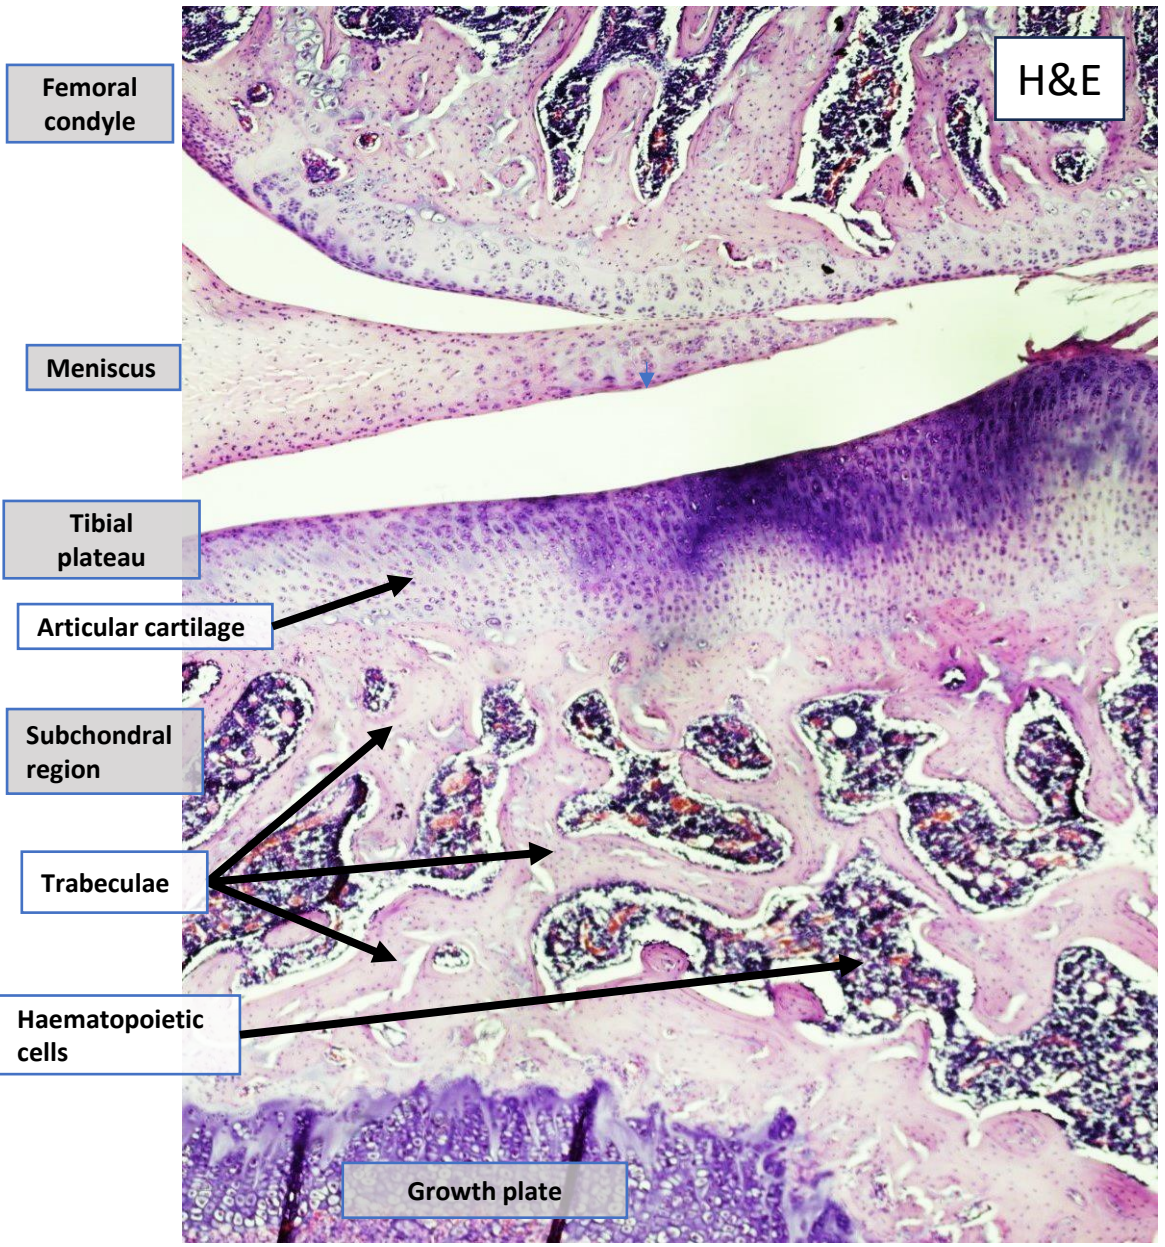 H&E
Femoral
condyle
Meniscus
Tibial
plateau
Articular cartilage
Subchondral
region
Trabeculae
Haematopoietic
cells
Growth plate